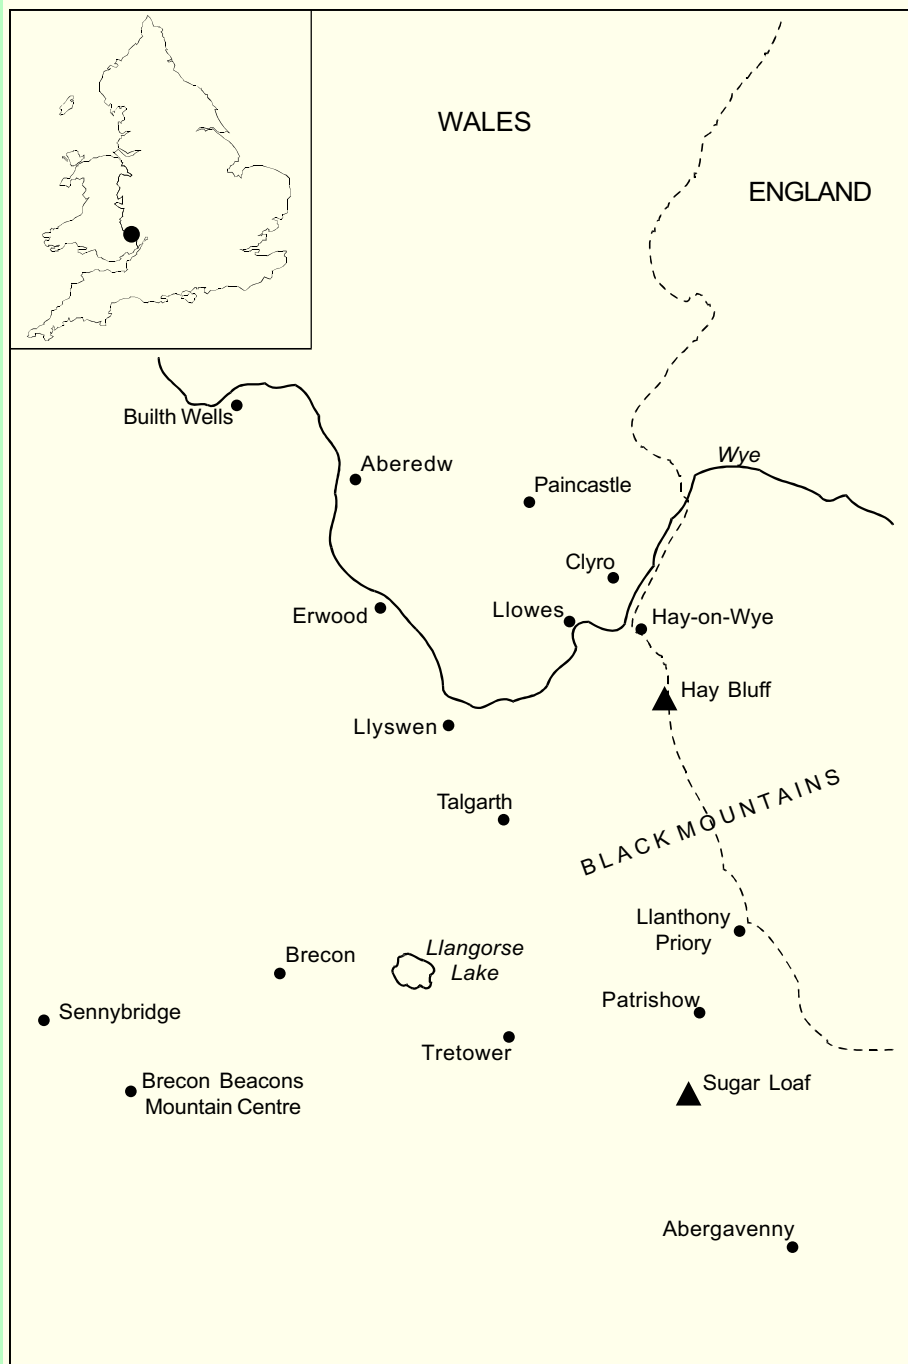 WALES
ENGLAND
Builth Wells
Aberedw
Wye
Paincastle
Clyro
Erwood
Llowes
Hay-on-Wye
Hay Bluff
Llyswen
Talgarth
BLACK MOUNTAINS
Llanthony
Priory
Brecon
Llangorse
Lake
Sennybridge
Patrishow
Tretower
Brecon Beacons
Mountain Centre
Sugar Loaf
Abergavenny